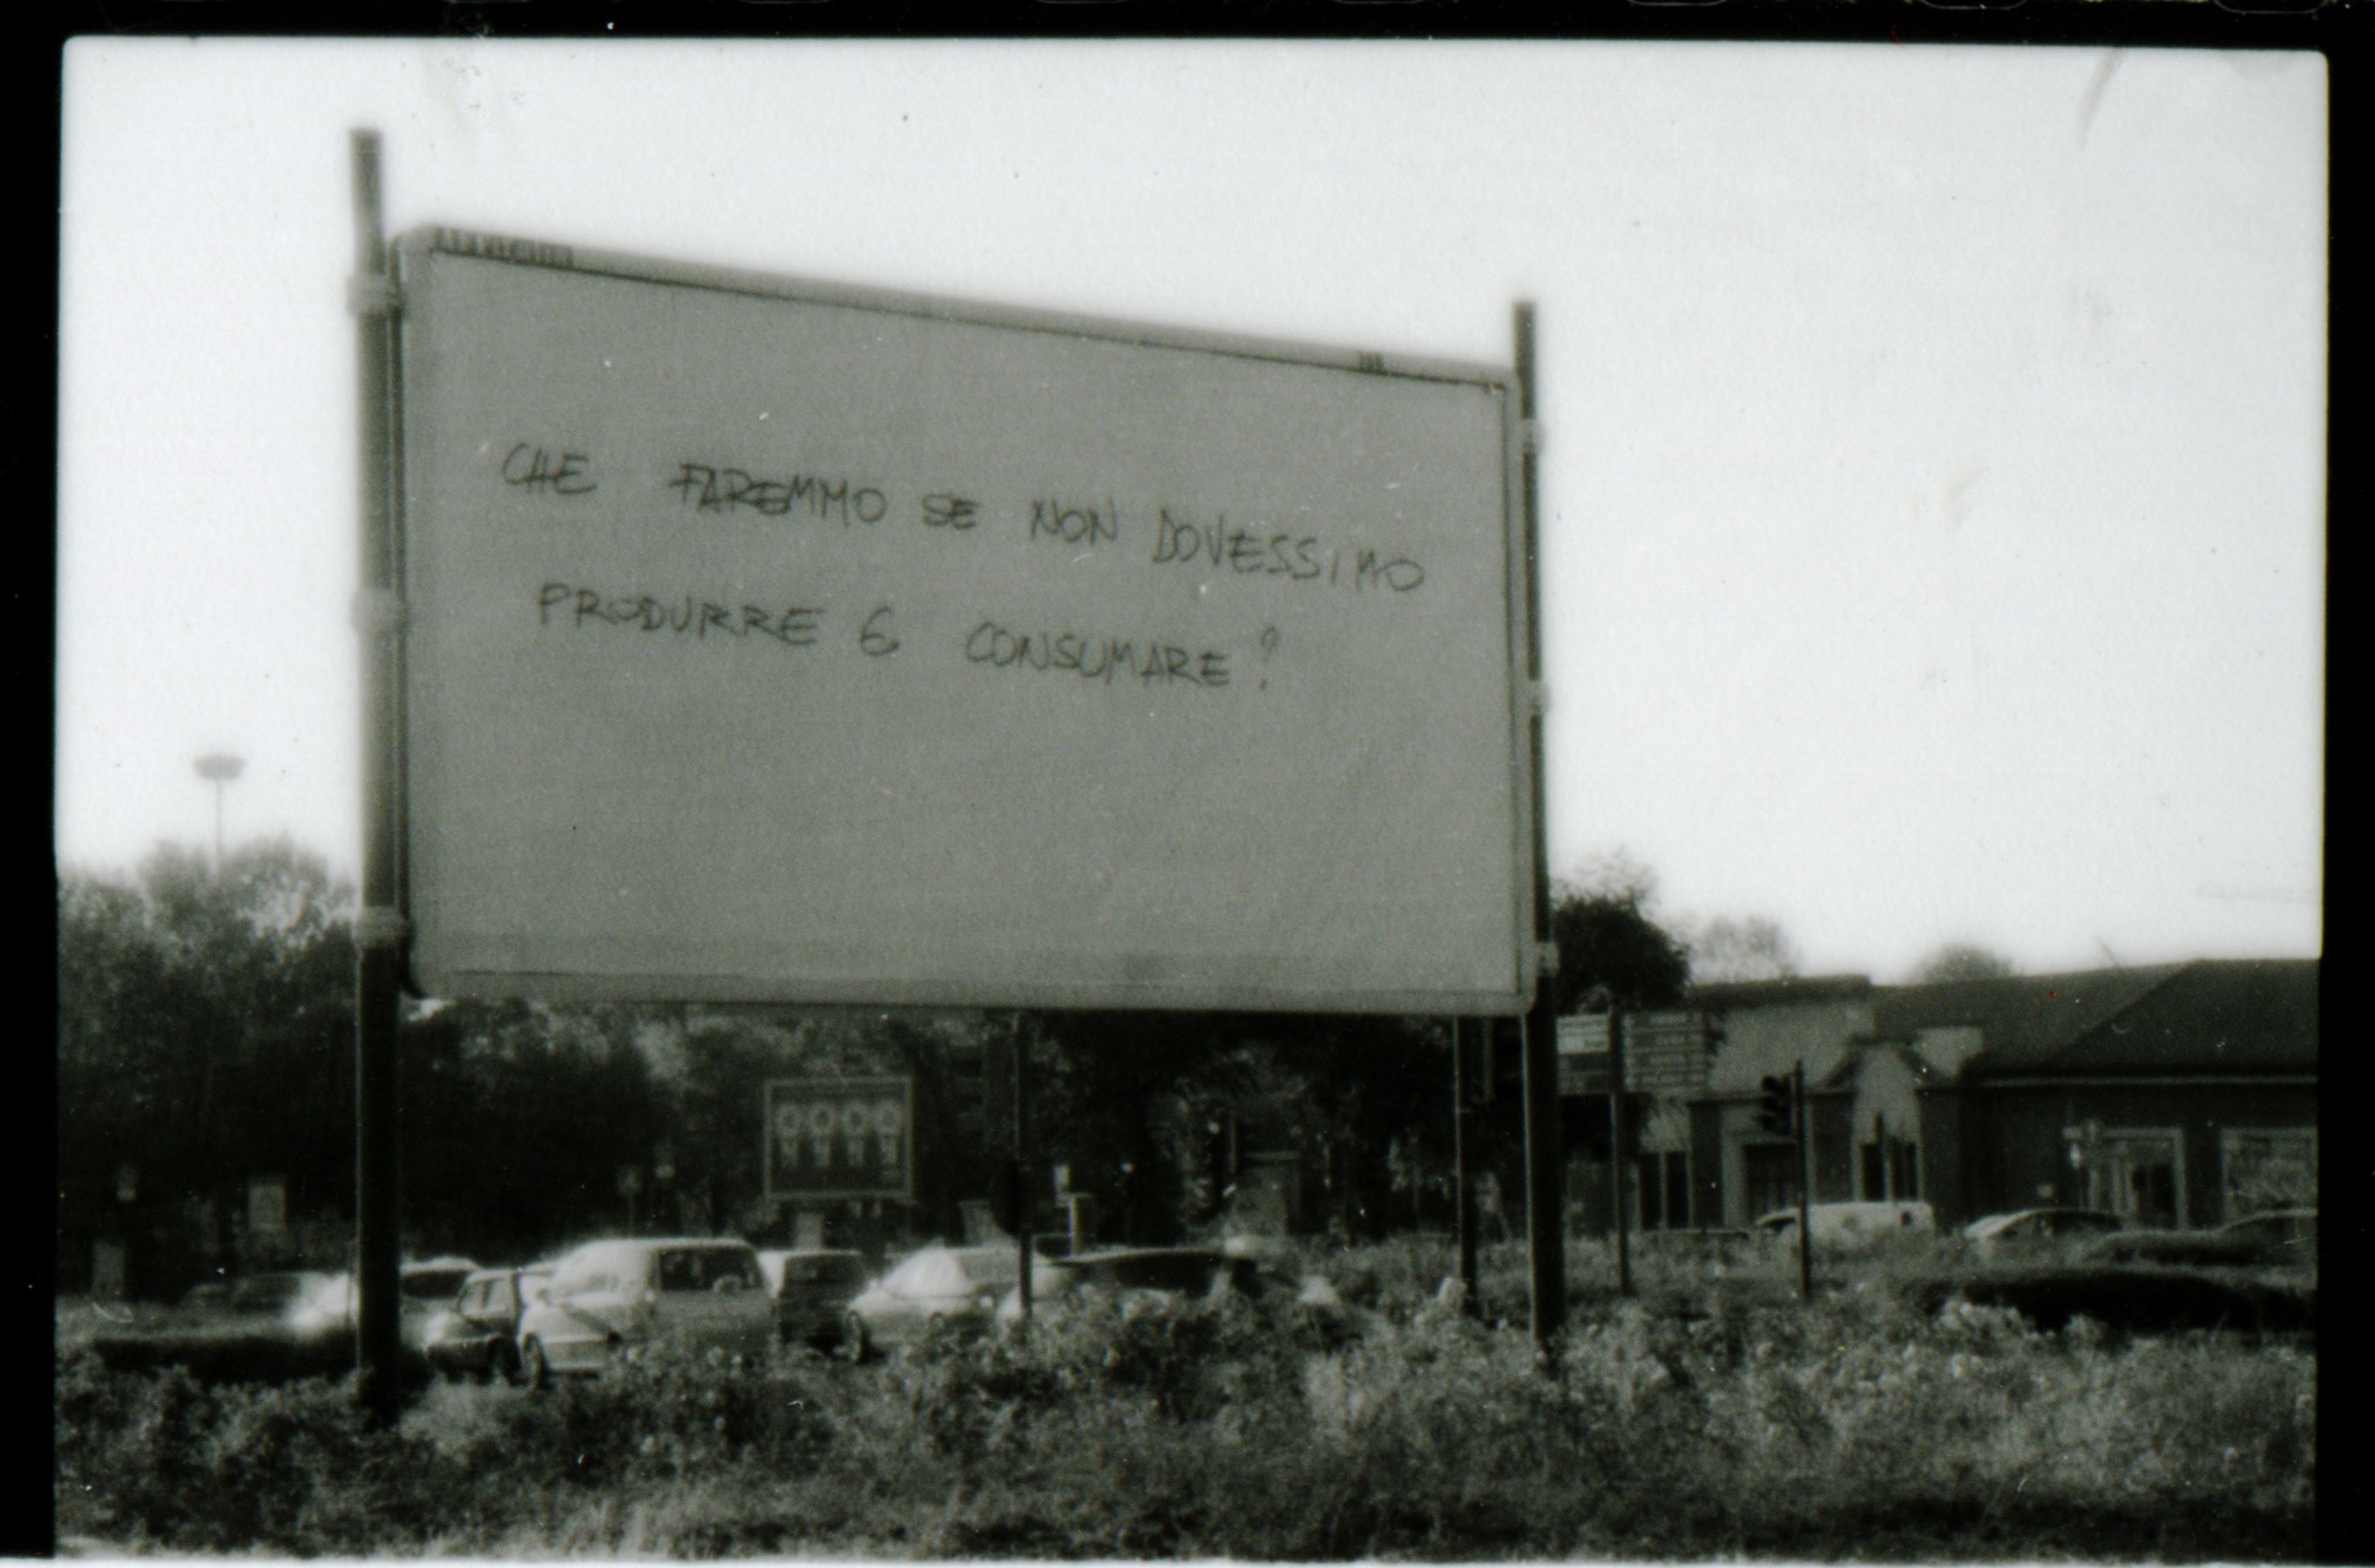 CHE FAREMMO SE NON DOVESSIMO
PRODURRE E CONSUMARE?